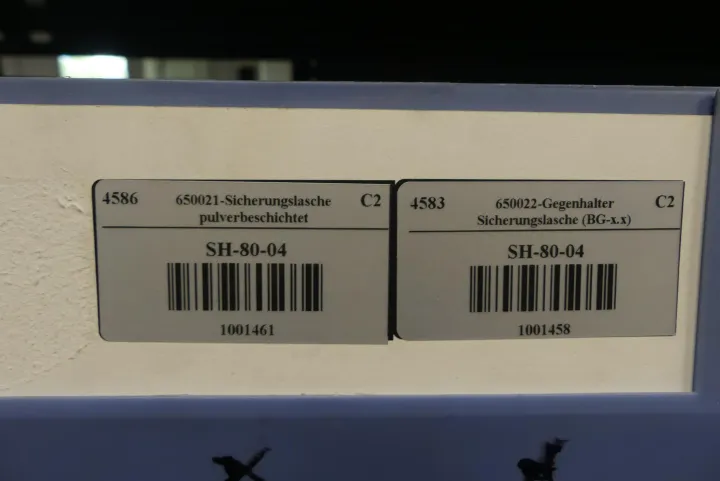 4586 650021-Sicherungslasche C2
pulverbeschichtet
SH-80-04
1001461
4583 650022-Gegenhalter C2
Sicherungslasche (BG-x.x)
SH-80-04
1001458